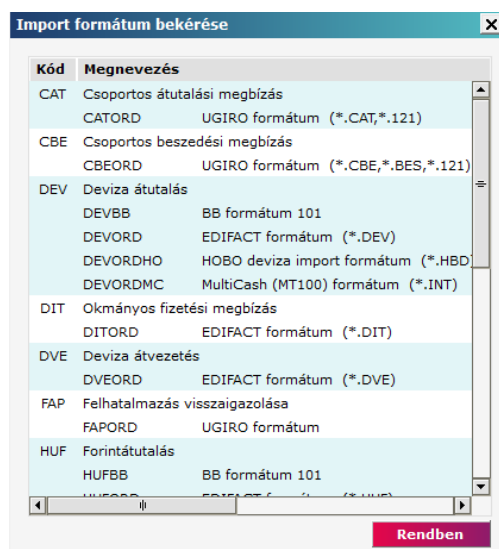 Import formátum bekérése
Kód Megnevezés
CAT Csoportos átutalási megbízás
CATORD UGIRO formátum (*.CAT,*.121)
CBE Csoportos beszedési megbízás
CBEORD UGIRO formátum (*.CBE,*.BES,*.121)
DEV Deviza átutalás
DEVBB BB formátum 101
DEVORD EDIFACT formátum (*.DEV)
DEVORDHO HOBO deviza import formátum (*.HBD)
DEVORDMC MultiCash (MT100) formátum (*.INT)
DIT Okmányos fizetési megbízás
DITORD EDIFACT formátum (*.DIT)
DVE Deviza átvezetés
DVEORD EDIFACT formátum (*.DVE)
FAP Felhatalmazás visszaigazolása
FAPORD UGIRO formátum
HUF Forintátutalás
HUFBB BB formátum 101
Rendben